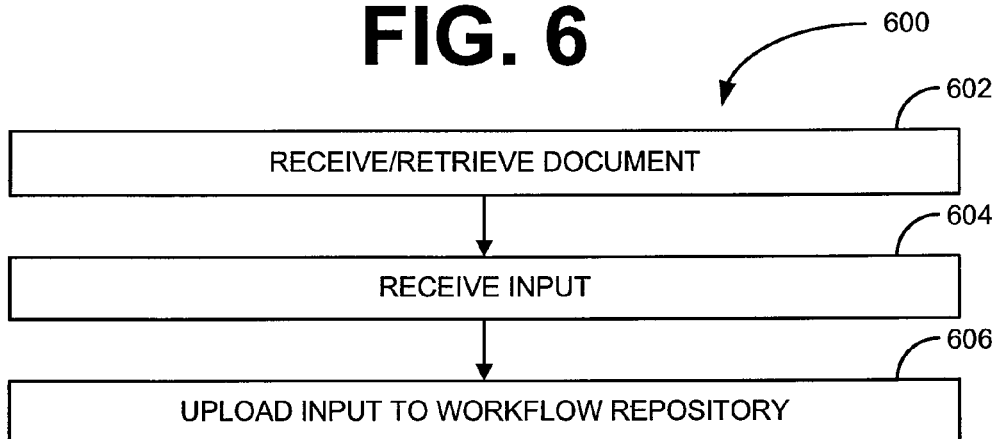 FIG. 6
600
602
RECEIVE/RETRIEVE DOCUMENT
604
RECEIVE INPUT
606
UPLOAD INPUT TO WORKFLOW REPOSITORY